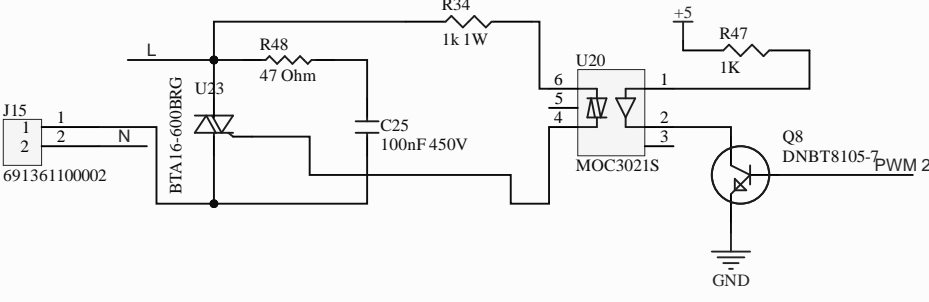 R34
1k 1W
+5
R47
1K
L
R48
47 Ohm
U20
U23
BTA16-600BRG
6
5
4
1
2
3
J15
1
2
1
2
N
C25
100nF 450V
MOC3021S
Q8
DNBT8105-7
PWM 2
691361100002
GND